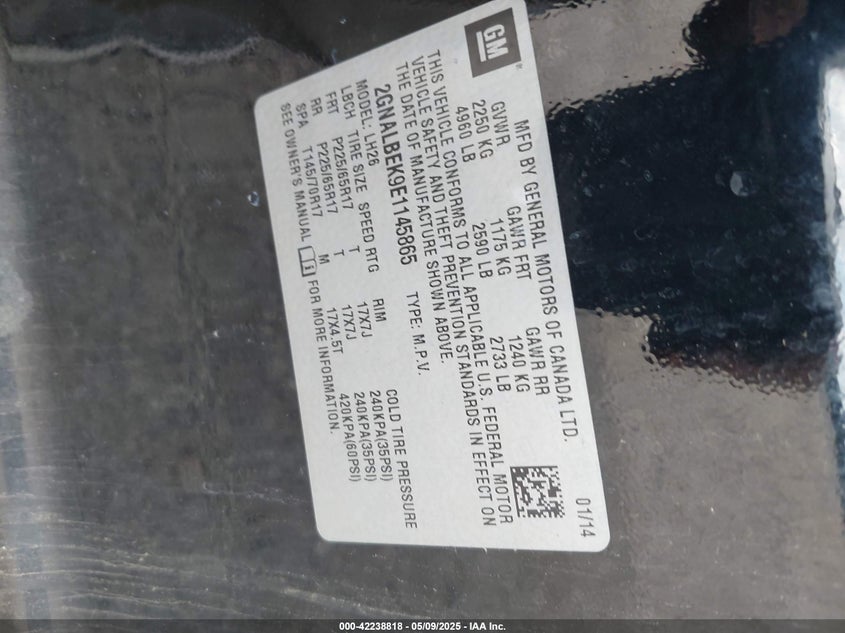 GM
MFD BY GENERAL MOTORS OF CANADA LTD.
01/14
GVWR GAWR FRT GAWR RR
2250 KG 1175 KG 1240 KG
4960 LB 2590 LB 2733 LB
THIS VEHICLE CONFORMS TO ALL APPLICABLE U.S. FEDERAL MOTOR
VEHICLE SAFETY AND THEFT PREVENTION STANDARDS IN EFFECT ON
THE DATE OF MANUFACTURE SHOWN ABOVE.
2GNALBEK9E1145865 TYPE: M.P.V.
MODEL: LH26
LBCH TIRE SIZE SPEED RTG RIM COLD TIRE PRESSURE
FRT P225/65R17 T 17X7J 240KPA(35PSI)
RR P225/65R17 T 17X7J 240KPA(35PSI)
SPA T145/70R17 M 17X4.5T 420KPA(60PSI)
SEE OWNER'S MANUAL i FOR MORE INFORMATION.
000-42238818 - 05/09/2025 - IAA Inc.